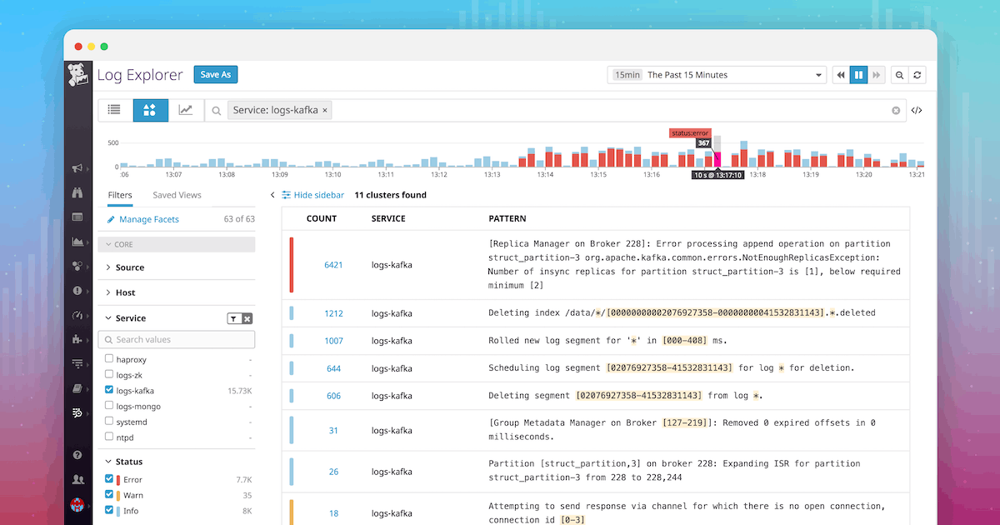 Log Explorer
Save As
15min The Past 15 Minutes
Service: logs-kafka ×
</>
status:error
500
367
0
:06 13:07 13:08 13:09 13:10 13:11 13:12 13:13 13:14 13:15 13:16 10 s @ 13:17:10 13:18 13:19 13:20 13:21
Filters Saved Views
Hide sidebar 11 clusters found
Manage Facets 63 of 63
CORE
Source
Host
Service
Search values
haproxy -
logs-zk -
logs-kafka 15.73K
logs-mongo -
systemd -
ntpd -
Status
Error 7.7K
Warn 35
Info 8K
COUNT SERVICE PATTERN
6421 logs-kafka
[Replica Manager on Broker 228]: Error processing append operation on partition
struct_partition-3 org.apache.kafka.common.errors.NotEnoughReplicasException:
Number of insync replicas for partition struct_partition-3 is [1], below required
minimum [2]
1212 logs-kafka Deleting index /data/*/[00000000002076927358-00000000041532831143].*.deleted
1007 logs-kafka Rolled new log segment for '*' in [000-408] ms.
644 logs-kafka Scheduling log segment [02076927358-41532831143] for log * for deletion.
606 logs-kafka Deleting segment [02076927358-41532831143] from log *.
31 logs-kafka
[Group Metadata Manager on Broker [127-219]]: Removed 0 expired offsets in 0
milliseconds.
26 logs-kafka
Partition [struct_partition,3] on broker 228: Expanding ISR for partition
struct_partition-3 from 228 to 228,244
18 logs-kafka
Attempting to send response via channel for which there is no open connection,
connection id [0-3]